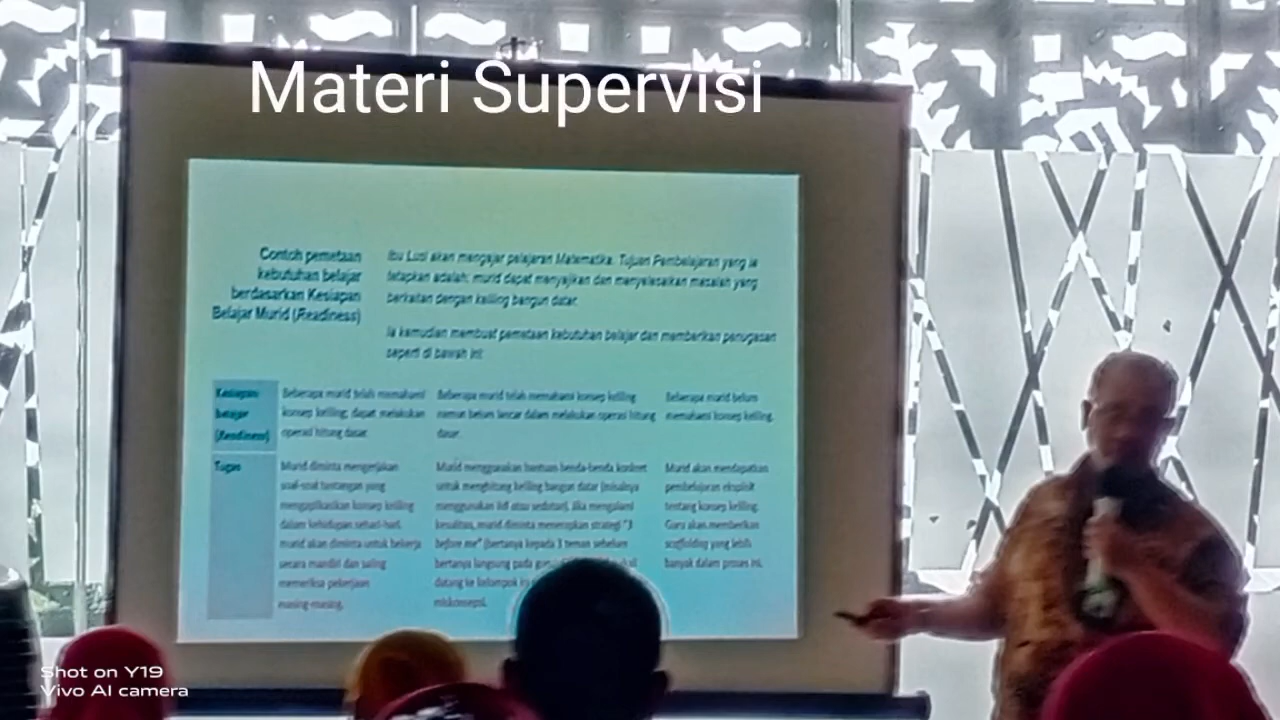 Materi Supervisi
Contoh pemetaan
kebutuhan belajar
berdasarkan Kesiapan
Belajar Murid (Readiness)
Ibu Lusi akan mengajar pelajaran Matematika. Tujuan Pembelajaran yang ia
tetapkan adalah: murid dapat menyajikan dan menyelesaikan masalah yang
berkaitan dengan keliling bangun datar.
Ia kemudian membuat pemetaan kebutuhan belajar dan memberikan penugasan
seperti di bawah ini:
Kesiapan
belajar
(Readiness)
Beberapa murid telah memahami
konsep keliling; dapat melakukan
operasi hitung dasar.
Beberapa murid telah memahami konsep keliling
namun belum lancar dalam melakukan operasi hitung
dasar.
Beberapa murid belum
memahami konsep keliling.
Tugas
Murid diminta mengerjakan
soal-soal tantangan yang
mengaplikasikan konsep keliling
dalam kehidupan sehari-hari.
murid akan diminta untuk bekerja
secara mandiri dan saling
memeriksa pekerjaan
masing-masing.
Murid menggunakan bantuan benda-benda konkret
untuk menghitung keliling bangun datar (misalnya
menggunakan lidi atau sedotan). Jika mengalami
kesulitan, murid diminta menerapkan strategi "3
before me" (bertanya kepada 3 teman sebelum
bertanya langsung pada
datang ke kelompok ini
miskonsepsi.
Murid akan mendapatkan
pembelajaran eksplisit
tentang konsep keliling.
Guru akan memberikan
scaffolding yang lebih
banyak dalam proses ini.
Shot on Y19
Vivo AI camera